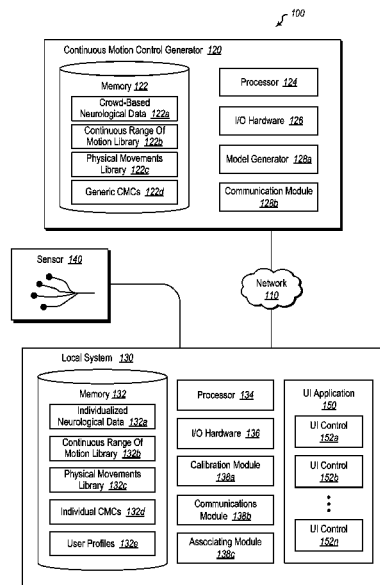 100
Continuous Motion Control Generator 120
Memory 122
Crowd-Based
Neurological Data 122a
Continuous Range Of
Motion Library 122b
Physical Movements
Library 122c
Generic CMCs 122d
Processor 124
I/O Hardware 126
Model Generator 128a
Communication Module
128b
Sensor 140
Network
110
Local System 130
Memory 132
Individualized
Neurological Data 132a
Continuous Range Of
Motion Library 132b
Physical Movements
Library 132c
Individual CMCs 132d
User Profiles 132e
Processor 134
I/O Hardware 136
Calibration Module
138a
Communications
Module 138b
Associating Module
138c
UI Application
150
UI Control
152a
UI Control
152b
UI Control
152n